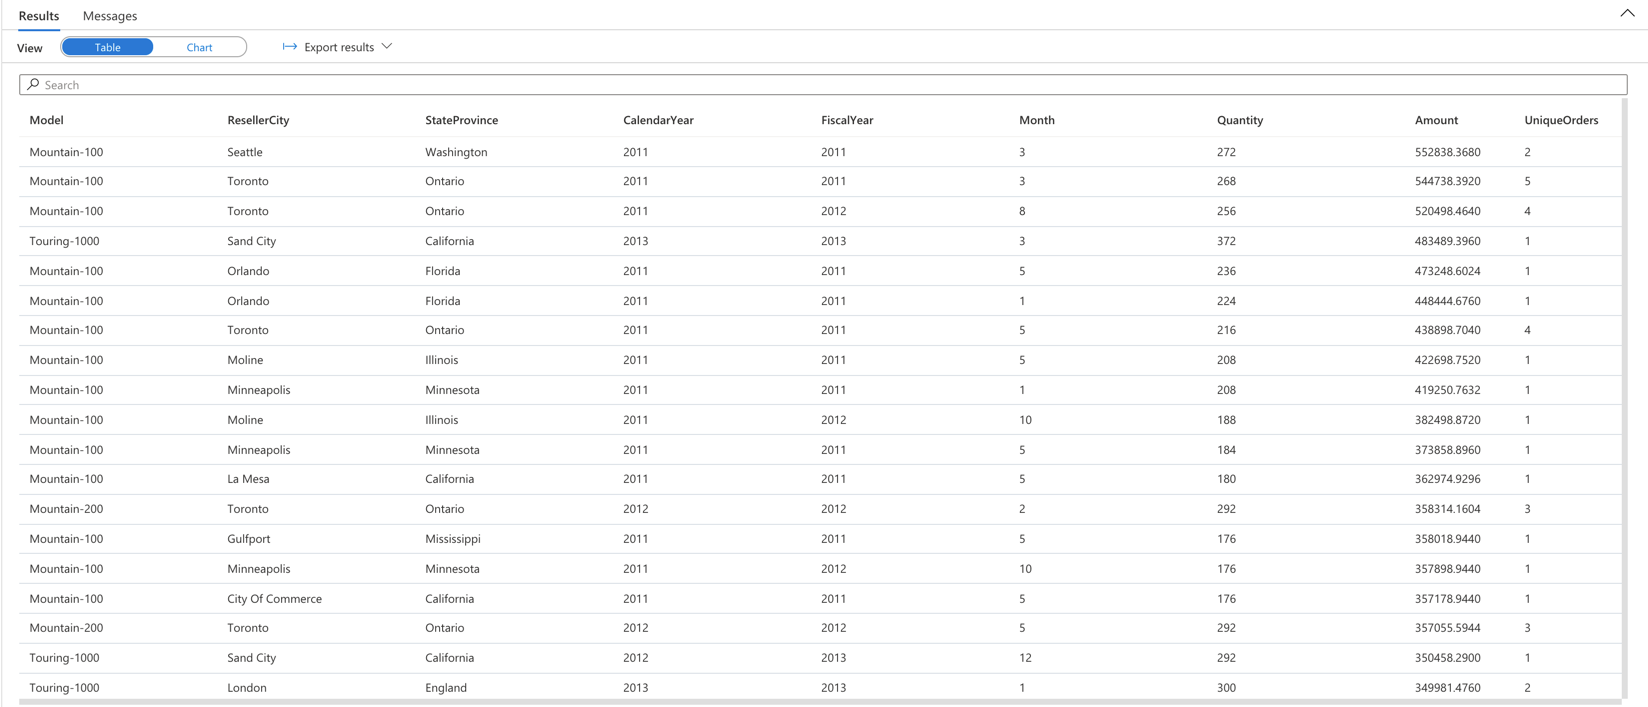 Results Messages
View Table Chart Export results
Search
Model ResellerCity StateProvince CalendarYear FiscalYear Month Quantity Amount UniqueOrders
Mountain-100 Seattle Washington 2011 2011 3 272 552838.3680 2
Mountain-100 Toronto Ontario 2011 2011 3 268 544738.3920 5
Mountain-100 Toronto Ontario 2011 2012 8 256 520498.4640 4
Touring-1000 Sand City California 2013 2013 3 372 483489.3960 1
Mountain-100 Orlando Florida 2011 2011 5 236 473248.6024 1
Mountain-100 Orlando Florida 2011 2011 1 224 448444.6760 1
Mountain-100 Toronto Ontario 2011 2011 5 216 438898.7040 4
Mountain-100 Moline Illinois 2011 2011 5 208 422698.7520 1
Mountain-100 Minneapolis Minnesota 2011 2011 1 208 419250.7632 1
Mountain-100 Moline Illinois 2011 2012 10 188 382498.8720 1
Mountain-100 Minneapolis Minnesota 2011 2011 5 184 373858.8960 1
Mountain-100 La Mesa California 2011 2011 5 180 362974.9296 1
Mountain-200 Toronto Ontario 2012 2012 2 292 358314.1604 3
Mountain-100 Gulfport Mississippi 2011 2011 5 176 358018.9440 1
Mountain-100 Minneapolis Minnesota 2011 2012 10 176 357898.9440 1
Mountain-100 City Of Commerce California 2011 2011 5 176 357178.9440 1
Mountain-200 Toronto Ontario 2012 2012 5 292 357055.5944 3
Touring-1000 Sand City California 2012 2013 12 292 350458.2900 1
Touring-1000 London England 2013 2013 1 300 349981.4760 2